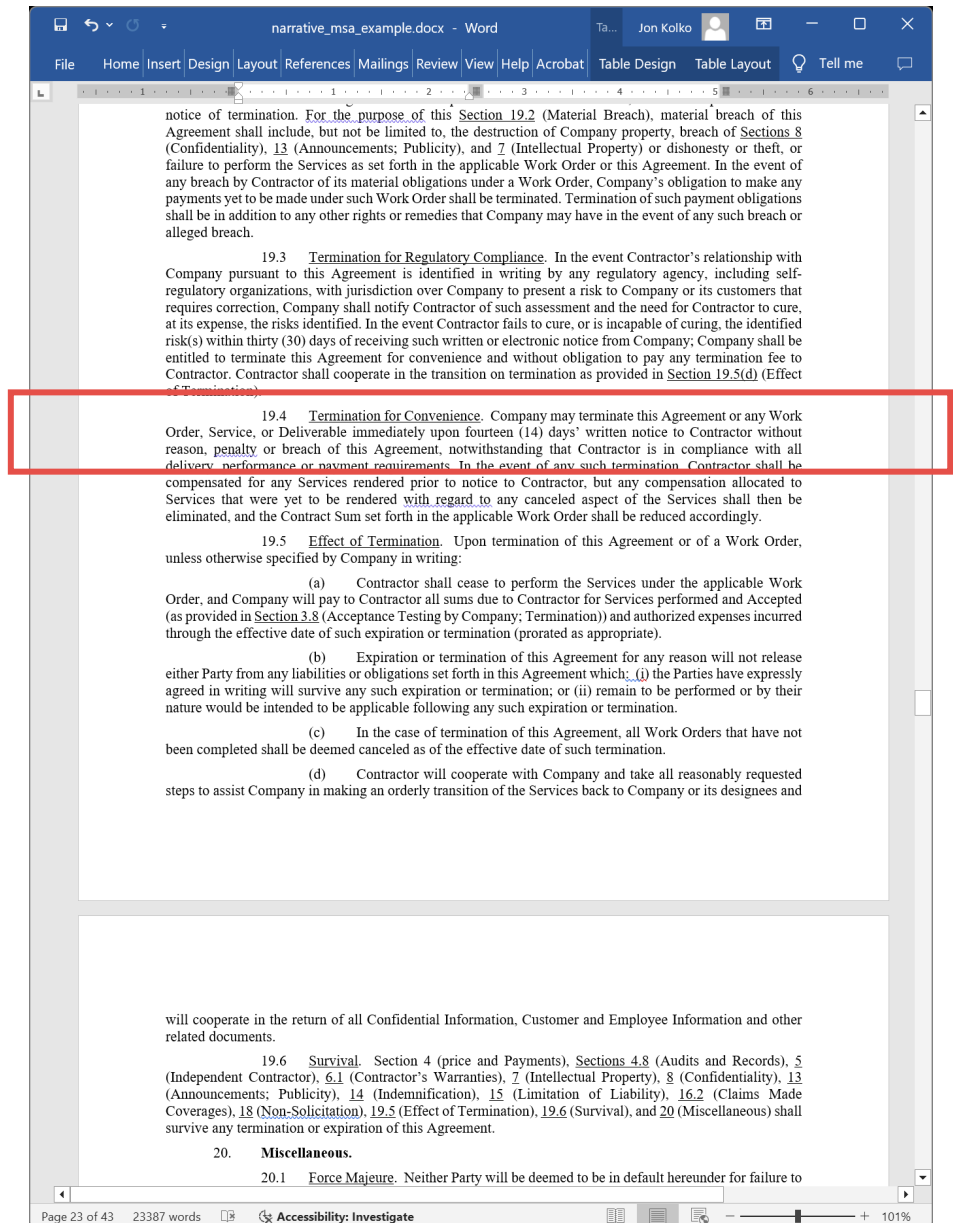 narrative_msa_example.docx - Word Ta... Jon Kolko
File Home Insert Design Layout References Mailings Review View Help Acrobat Table Design Table Layout Tell me
1 1 2 3 4 5 6
notice of termination. For the purpose of this Section 19.2 (Material Breach), material breach of this
Agreement shall include, but not be limited to, the destruction of Company property, breach of Sections 8
(Confidentiality), 13 (Announcements; Publicity), and 7 (Intellectual Property) or dishonesty or theft, or
failure to perform the Services as set forth in the applicable Work Order or this Agreement. In the event of
any breach by Contractor of its material obligations under a Work Order, Company's obligation to make any
payments yet to be made under such Work Order shall be terminated. Termination of such payment obligations
shall be in addition to any other rights or remedies that Company may have in the event of any such breach or
alleged breach.
19.3 Termination for Regulatory Compliance. In the event Contractor's relationship with
Company pursuant to this Agreement is identified in writing by any regulatory agency, including self-
regulatory organizations, with jurisdiction over Company to present a risk to Company or its customers that
requires correction, Company shall notify Contractor of such assessment and the need for Contractor to cure,
at its expense, the risks identified. In the event Contractor fails to cure, or is incapable of curing, the identified
risk(s) within thirty (30) days of receiving such written or electronic notice from Company; Company shall be
entitled to terminate this Agreement for convenience and without obligation to pay any termination fee to
Contractor. Contractor shall cooperate in the transition on termination as provided in Section 19.5(d) (Effect
of Termination).
19.4 Termination for Convenience. Company may terminate this Agreement or any Work
Order, Service, or Deliverable immediately upon fourteen (14) days' written notice to Contractor without
reason, penalty or breach of this Agreement, notwithstanding that Contractor is in compliance with all
delivery, performance or payment requirements. In the event of any such termination, Contractor shall be
compensated for any Services rendered prior to notice to Contractor, but any compensation allocated to
Services that were yet to be rendered with regard to any canceled aspect of the Services shall then be
eliminated, and the Contract Sum set forth in the applicable Work Order shall be reduced accordingly.
19.5 Effect of Termination. Upon termination of this Agreement or of a Work Order,
unless otherwise specified by Company in writing:
(a) Contractor shall cease to perform the Services under the applicable Work
Order, and Company will pay to Contractor all sums due to Contractor for Services performed and Accepted
(as provided in Section 3.8 (Acceptance Testing by Company; Termination)) and authorized expenses incurred
through the effective date of such expiration or termination (prorated as appropriate).
(b) Expiration or termination of this Agreement for any reason will not release
either Party from any liabilities or obligations set forth in this Agreement which: (i) the Parties have expressly
agreed in writing will survive any such expiration or termination; or (ii) remain to be performed or by their
nature would be intended to be applicable following any such expiration or termination.
(c) In the case of termination of this Agreement, all Work Orders that have not
been completed shall be deemed canceled as of the effective date of such termination.
(d) Contractor will cooperate with Company and take all reasonably requested
steps to assist Company in making an orderly transition of the Services back to Company or its designees and
will cooperate in the return of all Confidential Information, Customer and Employee Information and other
related documents.
19.6 Survival. Section 4 (price and Payments), Sections 4.8 (Audits and Records), 5
(Independent Contractor), 6.1 (Contractor's Warranties), 7 (Intellectual Property), 8 (Confidentiality), 13
(Announcements; Publicity), 14 (Indemnification), 15 (Limitation of Liability), 16.2 (Claims Made
Coverages), 18 (Non-Solicitation), 19.5 (Effect of Termination), 19.6 (Survival), and 20 (Miscellaneous) shall
survive any termination or expiration of this Agreement.
20. Miscellaneous.
20.1 Force Majeure. Neither Party will be deemed to be in default hereunder for failure to
Page 23 of 43 23387 words Accessibility: Investigate 101%